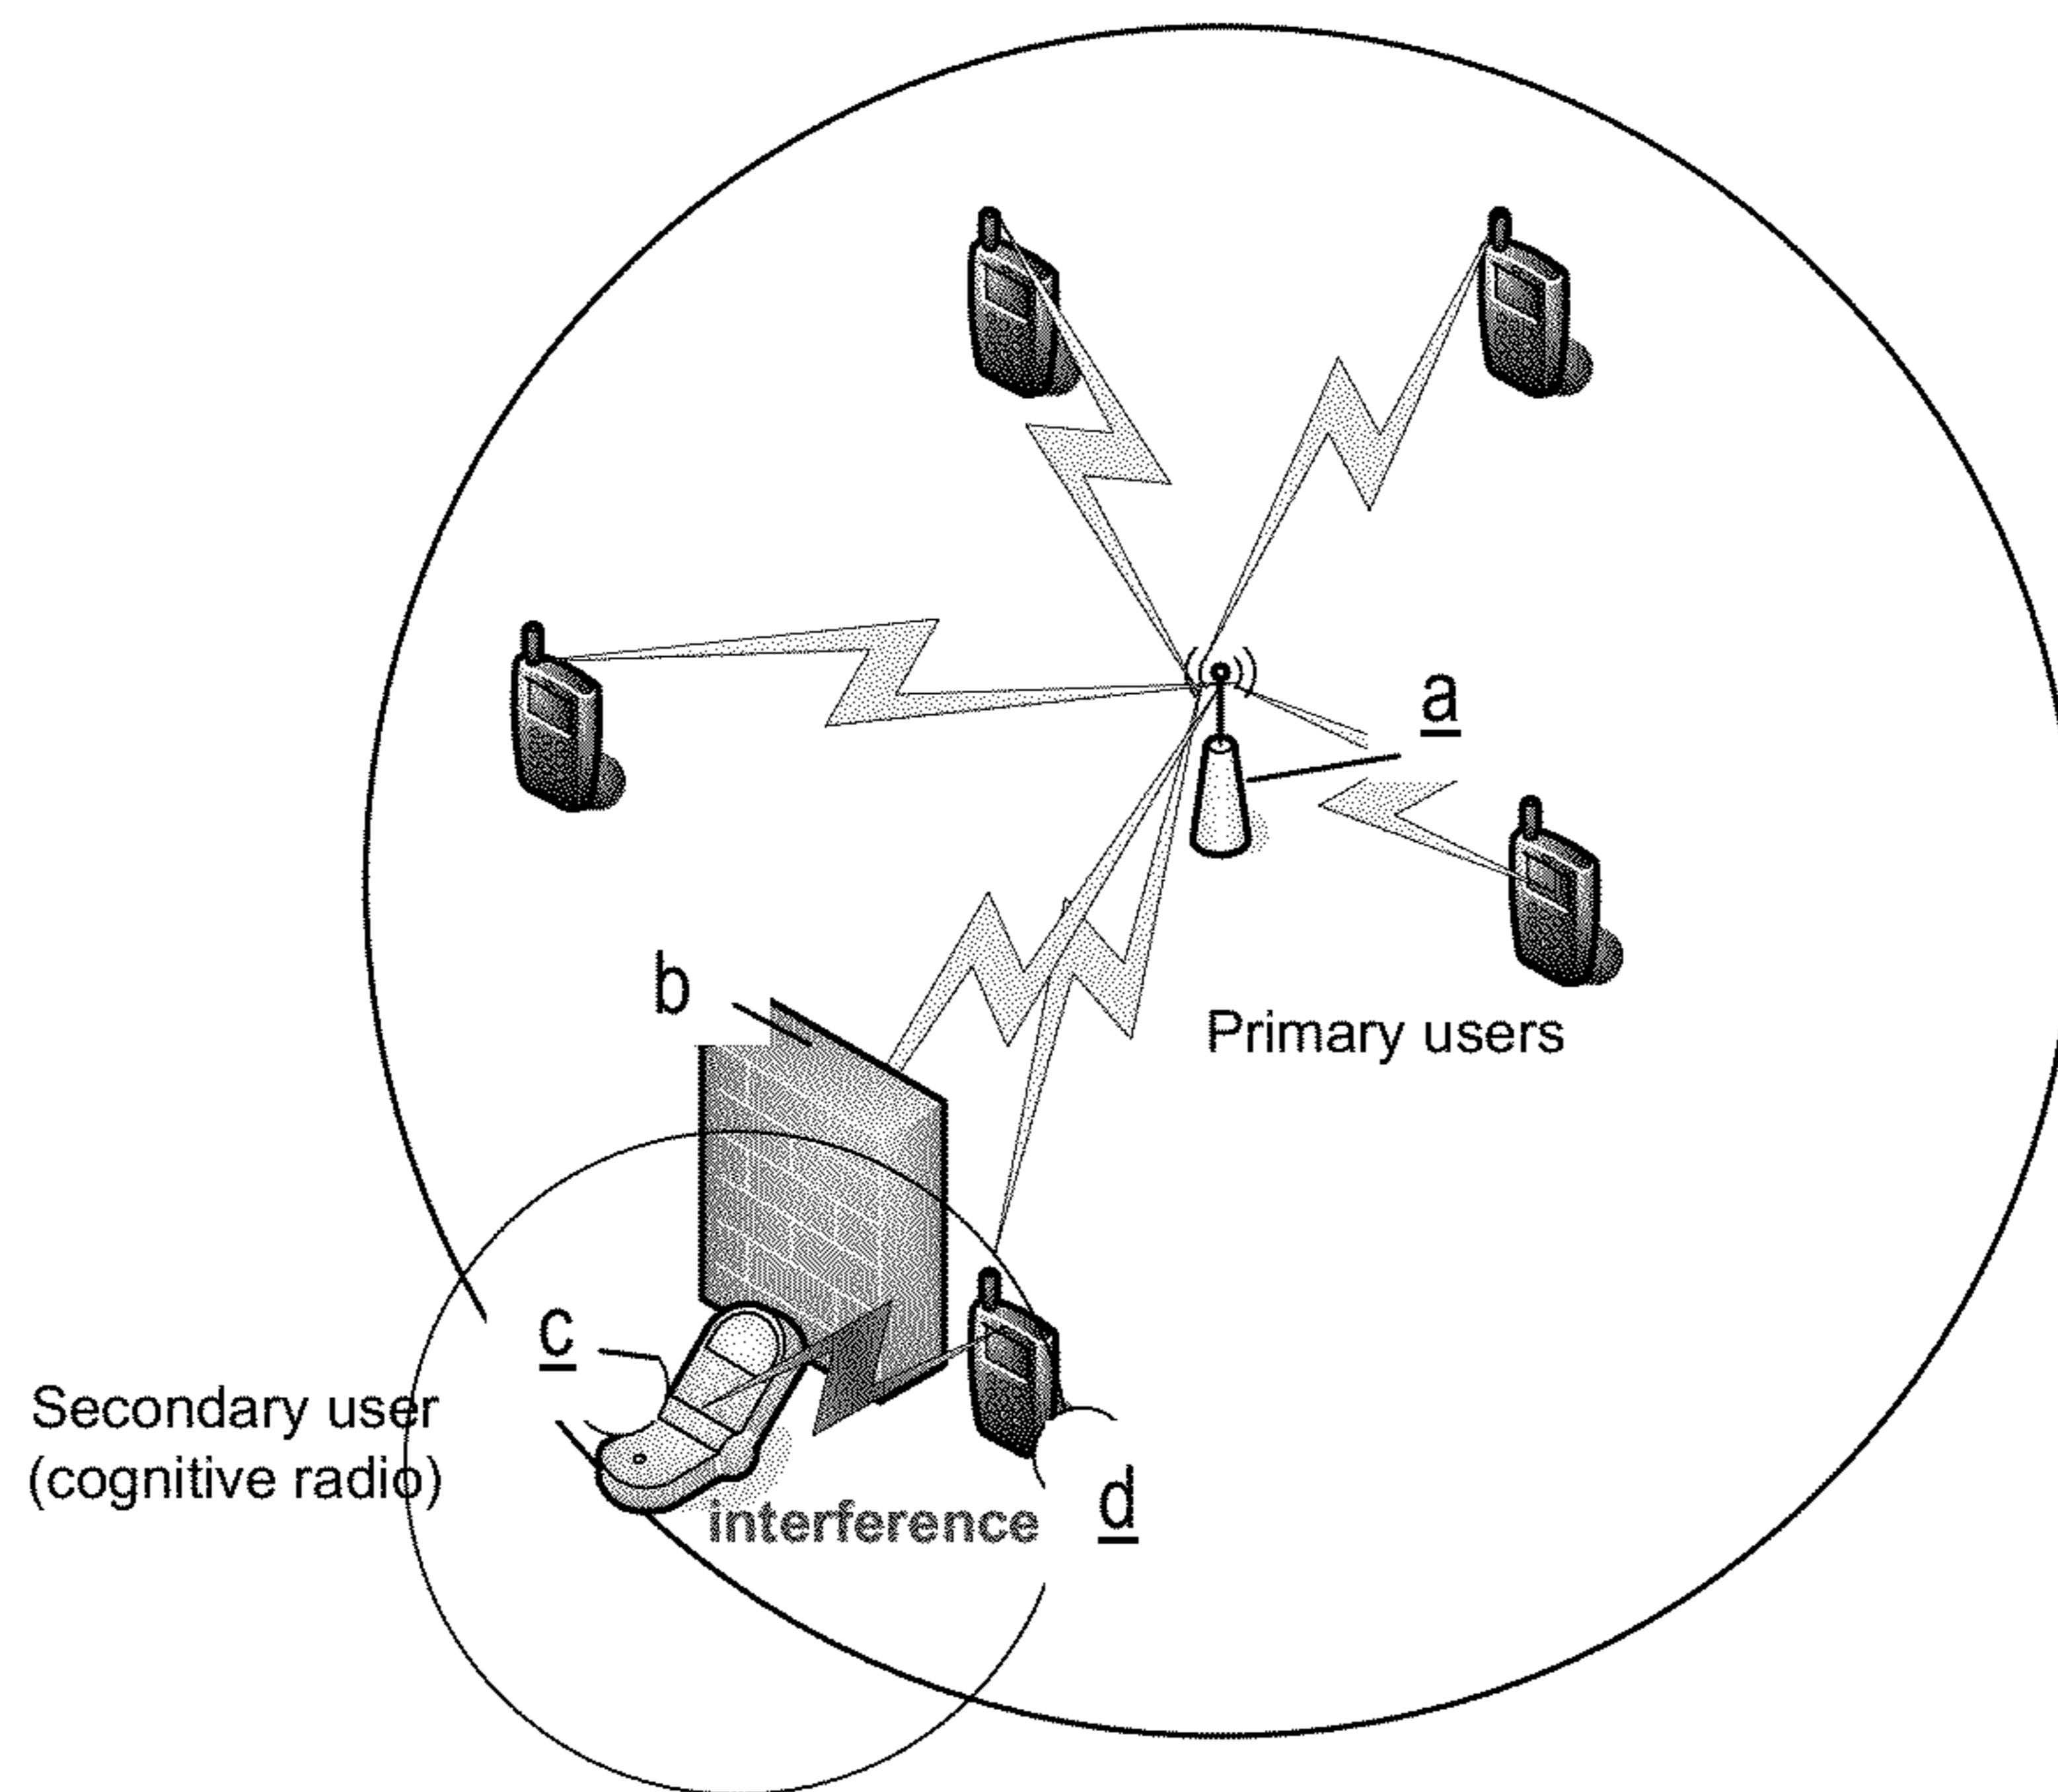 a
b
Primary users
c
Secondary user
(cognitive radio)
interference
d